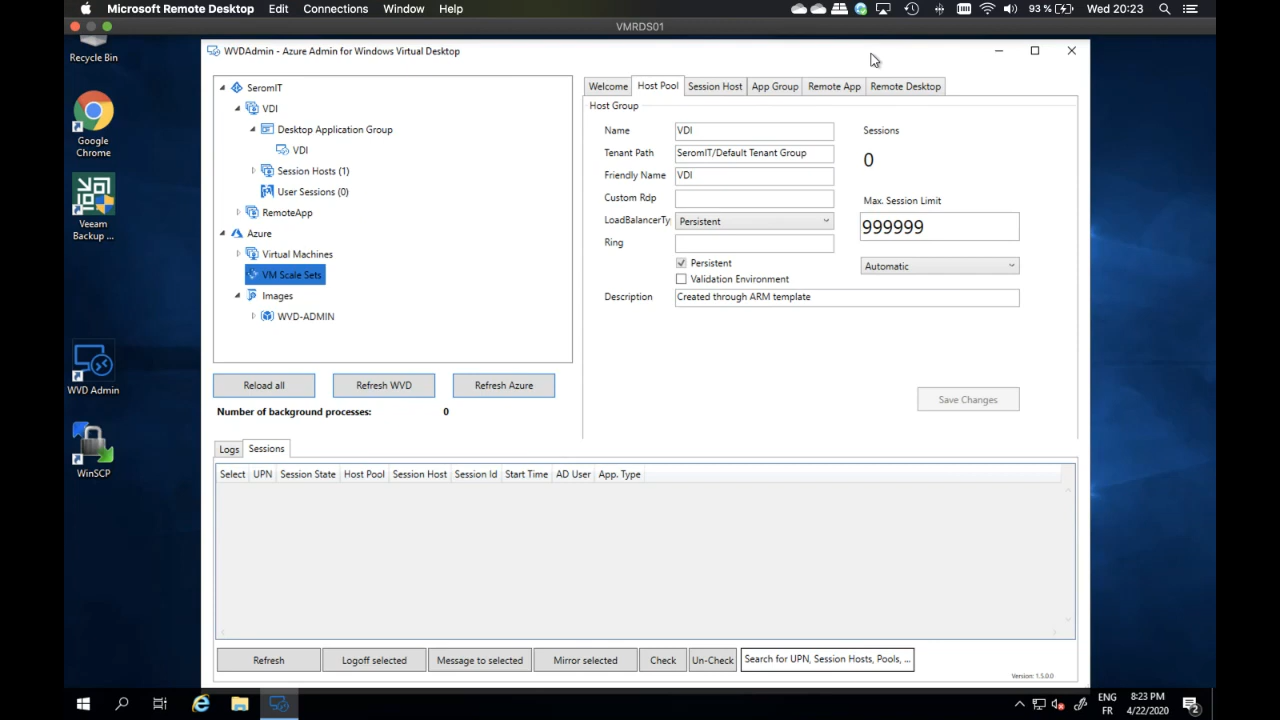 Microsoft Remote Desktop Edit Connections Window Help 93 % Wed 20:23
VMRDS01
Recycle Bin
Google
Chrome
Veeam
Backup ...
WVD Admin
WinSCP
WVDAdmin - Azure Admin for Windows Virtual Desktop
SeromIT
VDI
Desktop Application Group
VDI
Session Hosts (1)
User Sessions (0)
RemoteApp
Azure
Virtual Machines
VM Scale Sets
Images
WVD-ADMIN
Reload all Refresh WVD Refresh Azure
Number of background processes: 0
Welcome Host Pool Session Host App Group Remote App Remote Desktop
Host Group
Name VDI
Tenant Path SeromIT/Default Tenant Group
Friendly Name VDI
Custom Rdp
LoadBalancerTy Persistent
Ring
Persistent
Validation Environment
Description Created through ARM template
Sessions
0
Max. Session Limit
999999
Automatic
Save Changes
Logs Sessions
Select UPN Session State Host Pool Session Host Session Id Start Time AD User App. Type
Refresh Logoff selected Message to selected Mirror selected Check Un-Check Search for UPN, Session Hosts, Pools, ...
Version: 1.5.0.0
ENG
FR
8:23 PM
4/22/2020
2